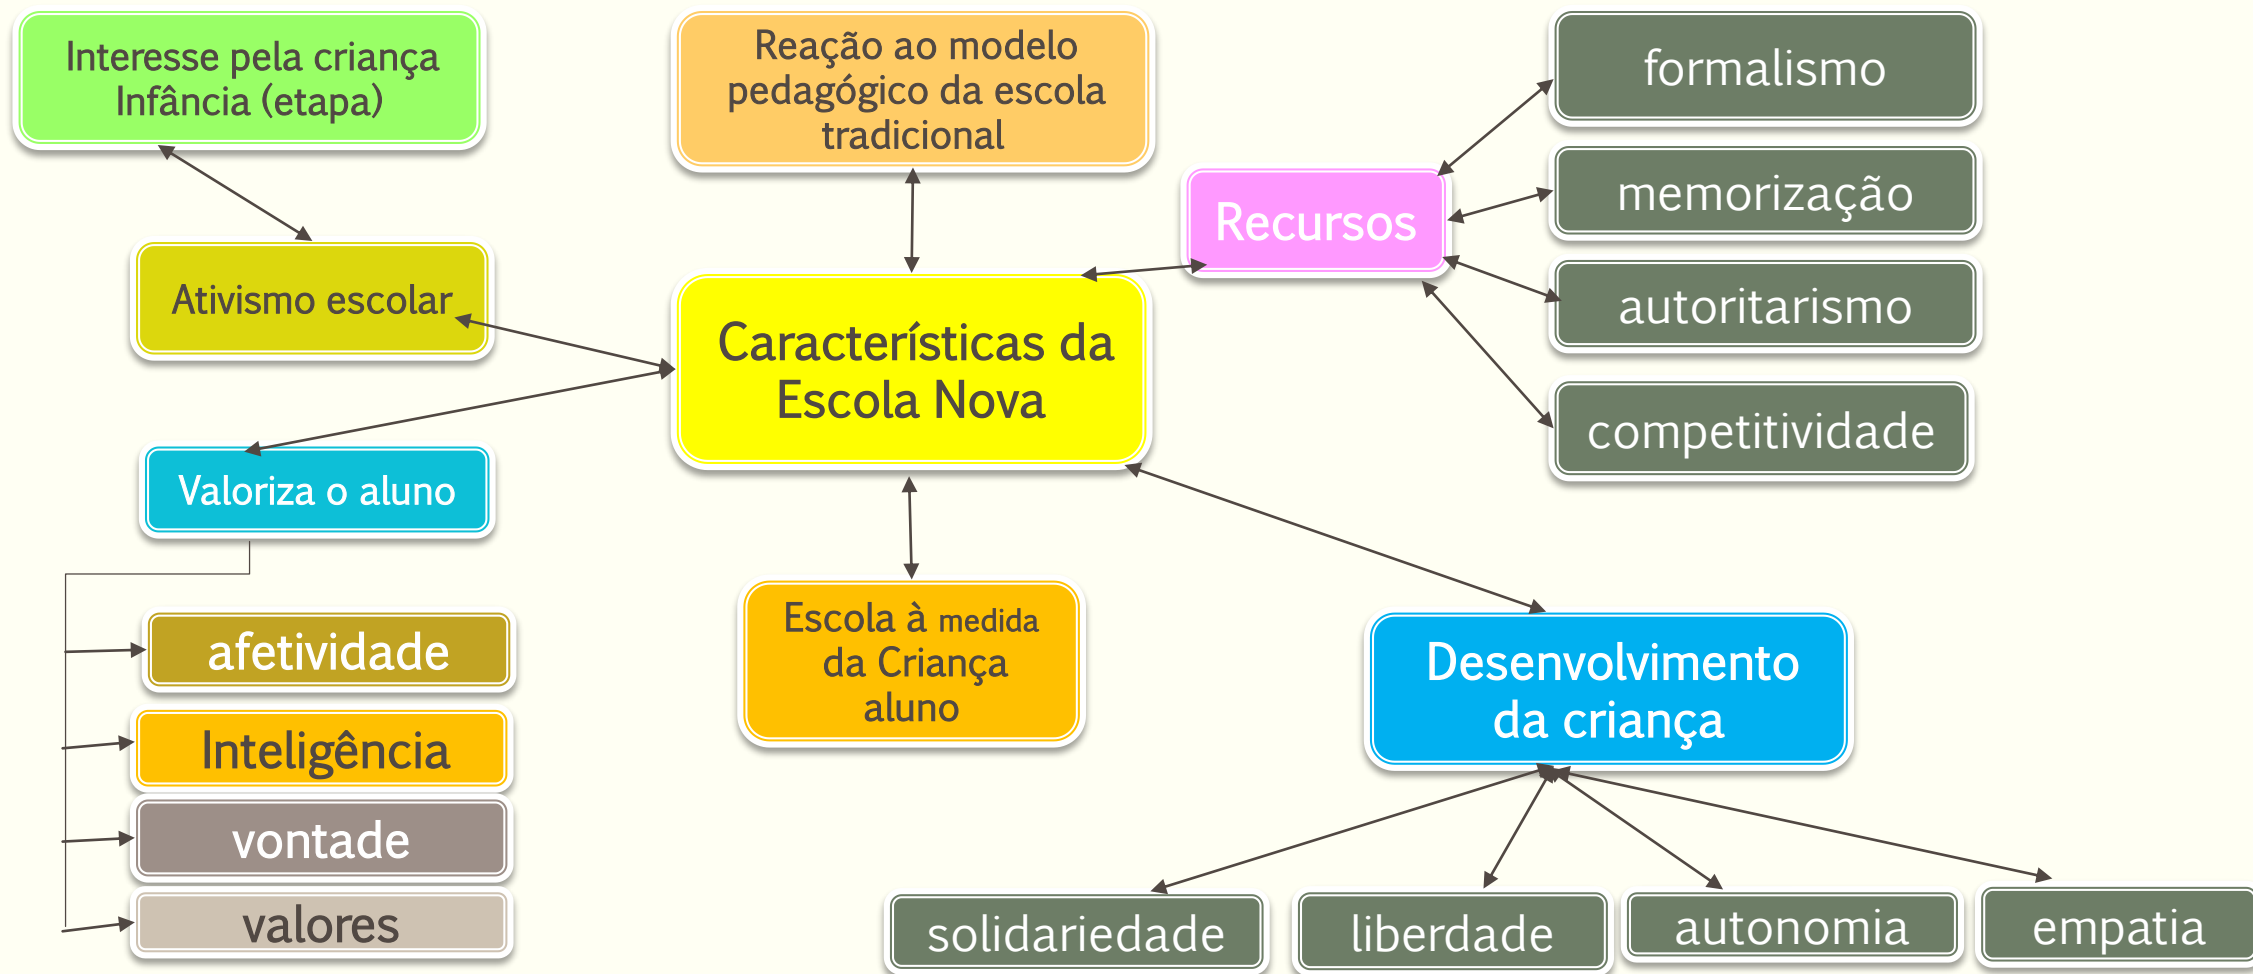 Interesse pela criança
Infância (etapa)
Reação ao modelo
pedagógico da escola
tradicional
formalismo
memorização
Recursos
autoritarismo
competitividade
Ativismo escolar
Características da
Escola Nova
Valoriza o aluno
afetividade
Inteligência
vontade
valores
Escola à medida
da Criança
aluno
Desenvolvimento
da criança
solidariedade
liberdade
autonomia
empatia